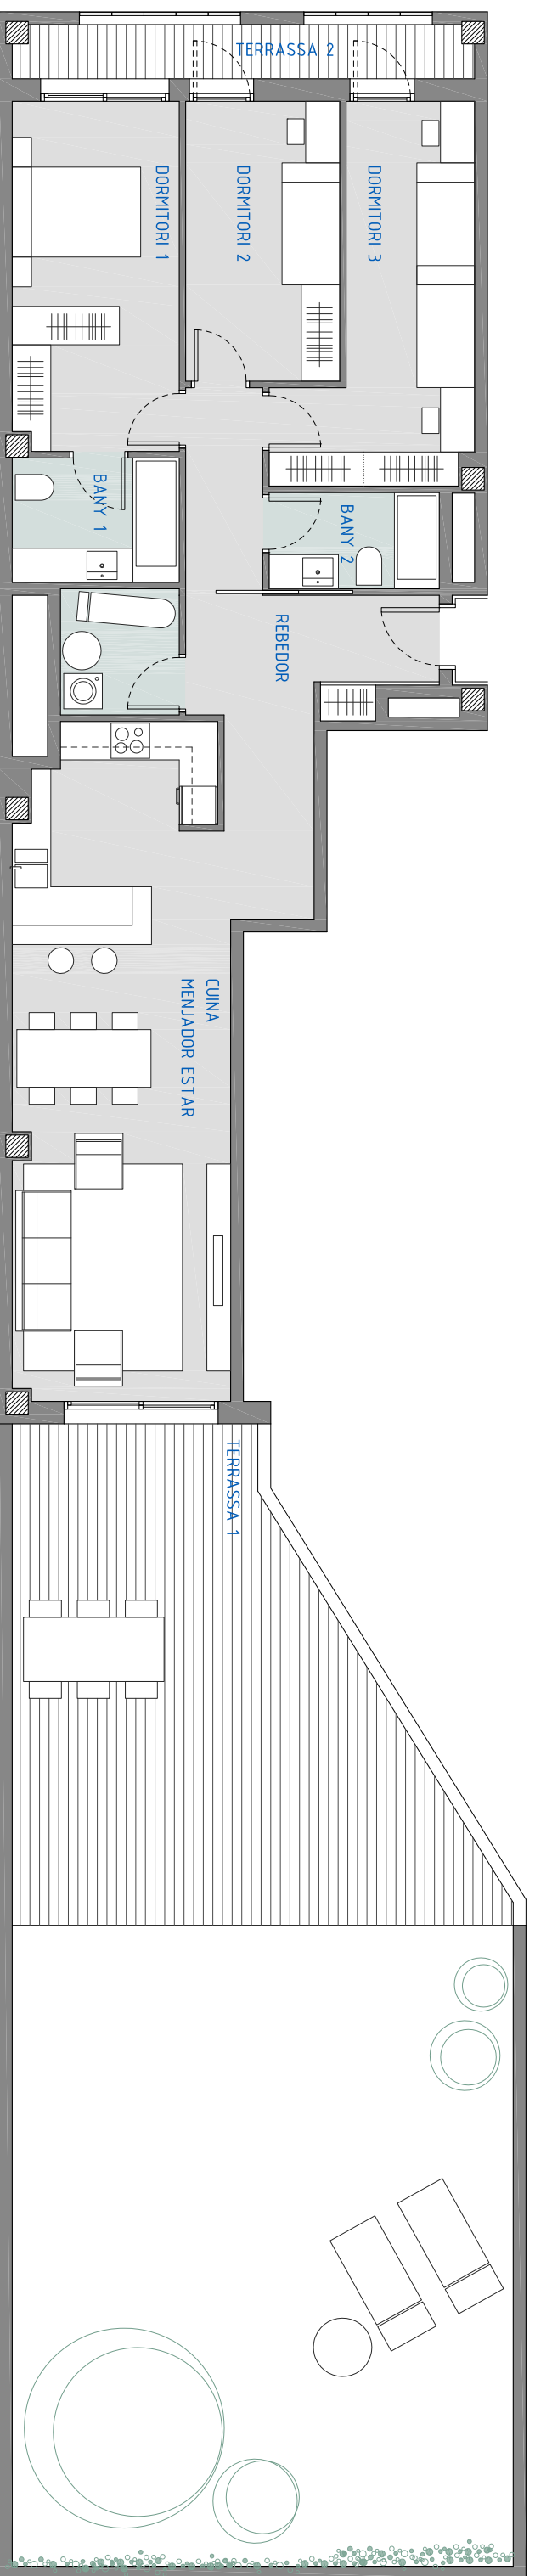 TERRASSA 2
DORMITORI 1
DORMITORI 2
DORMITORI 3
BANY 1
BANY 2
REBEDOR
CUINA
MENJADOR ESTAR
TERRASSA 1